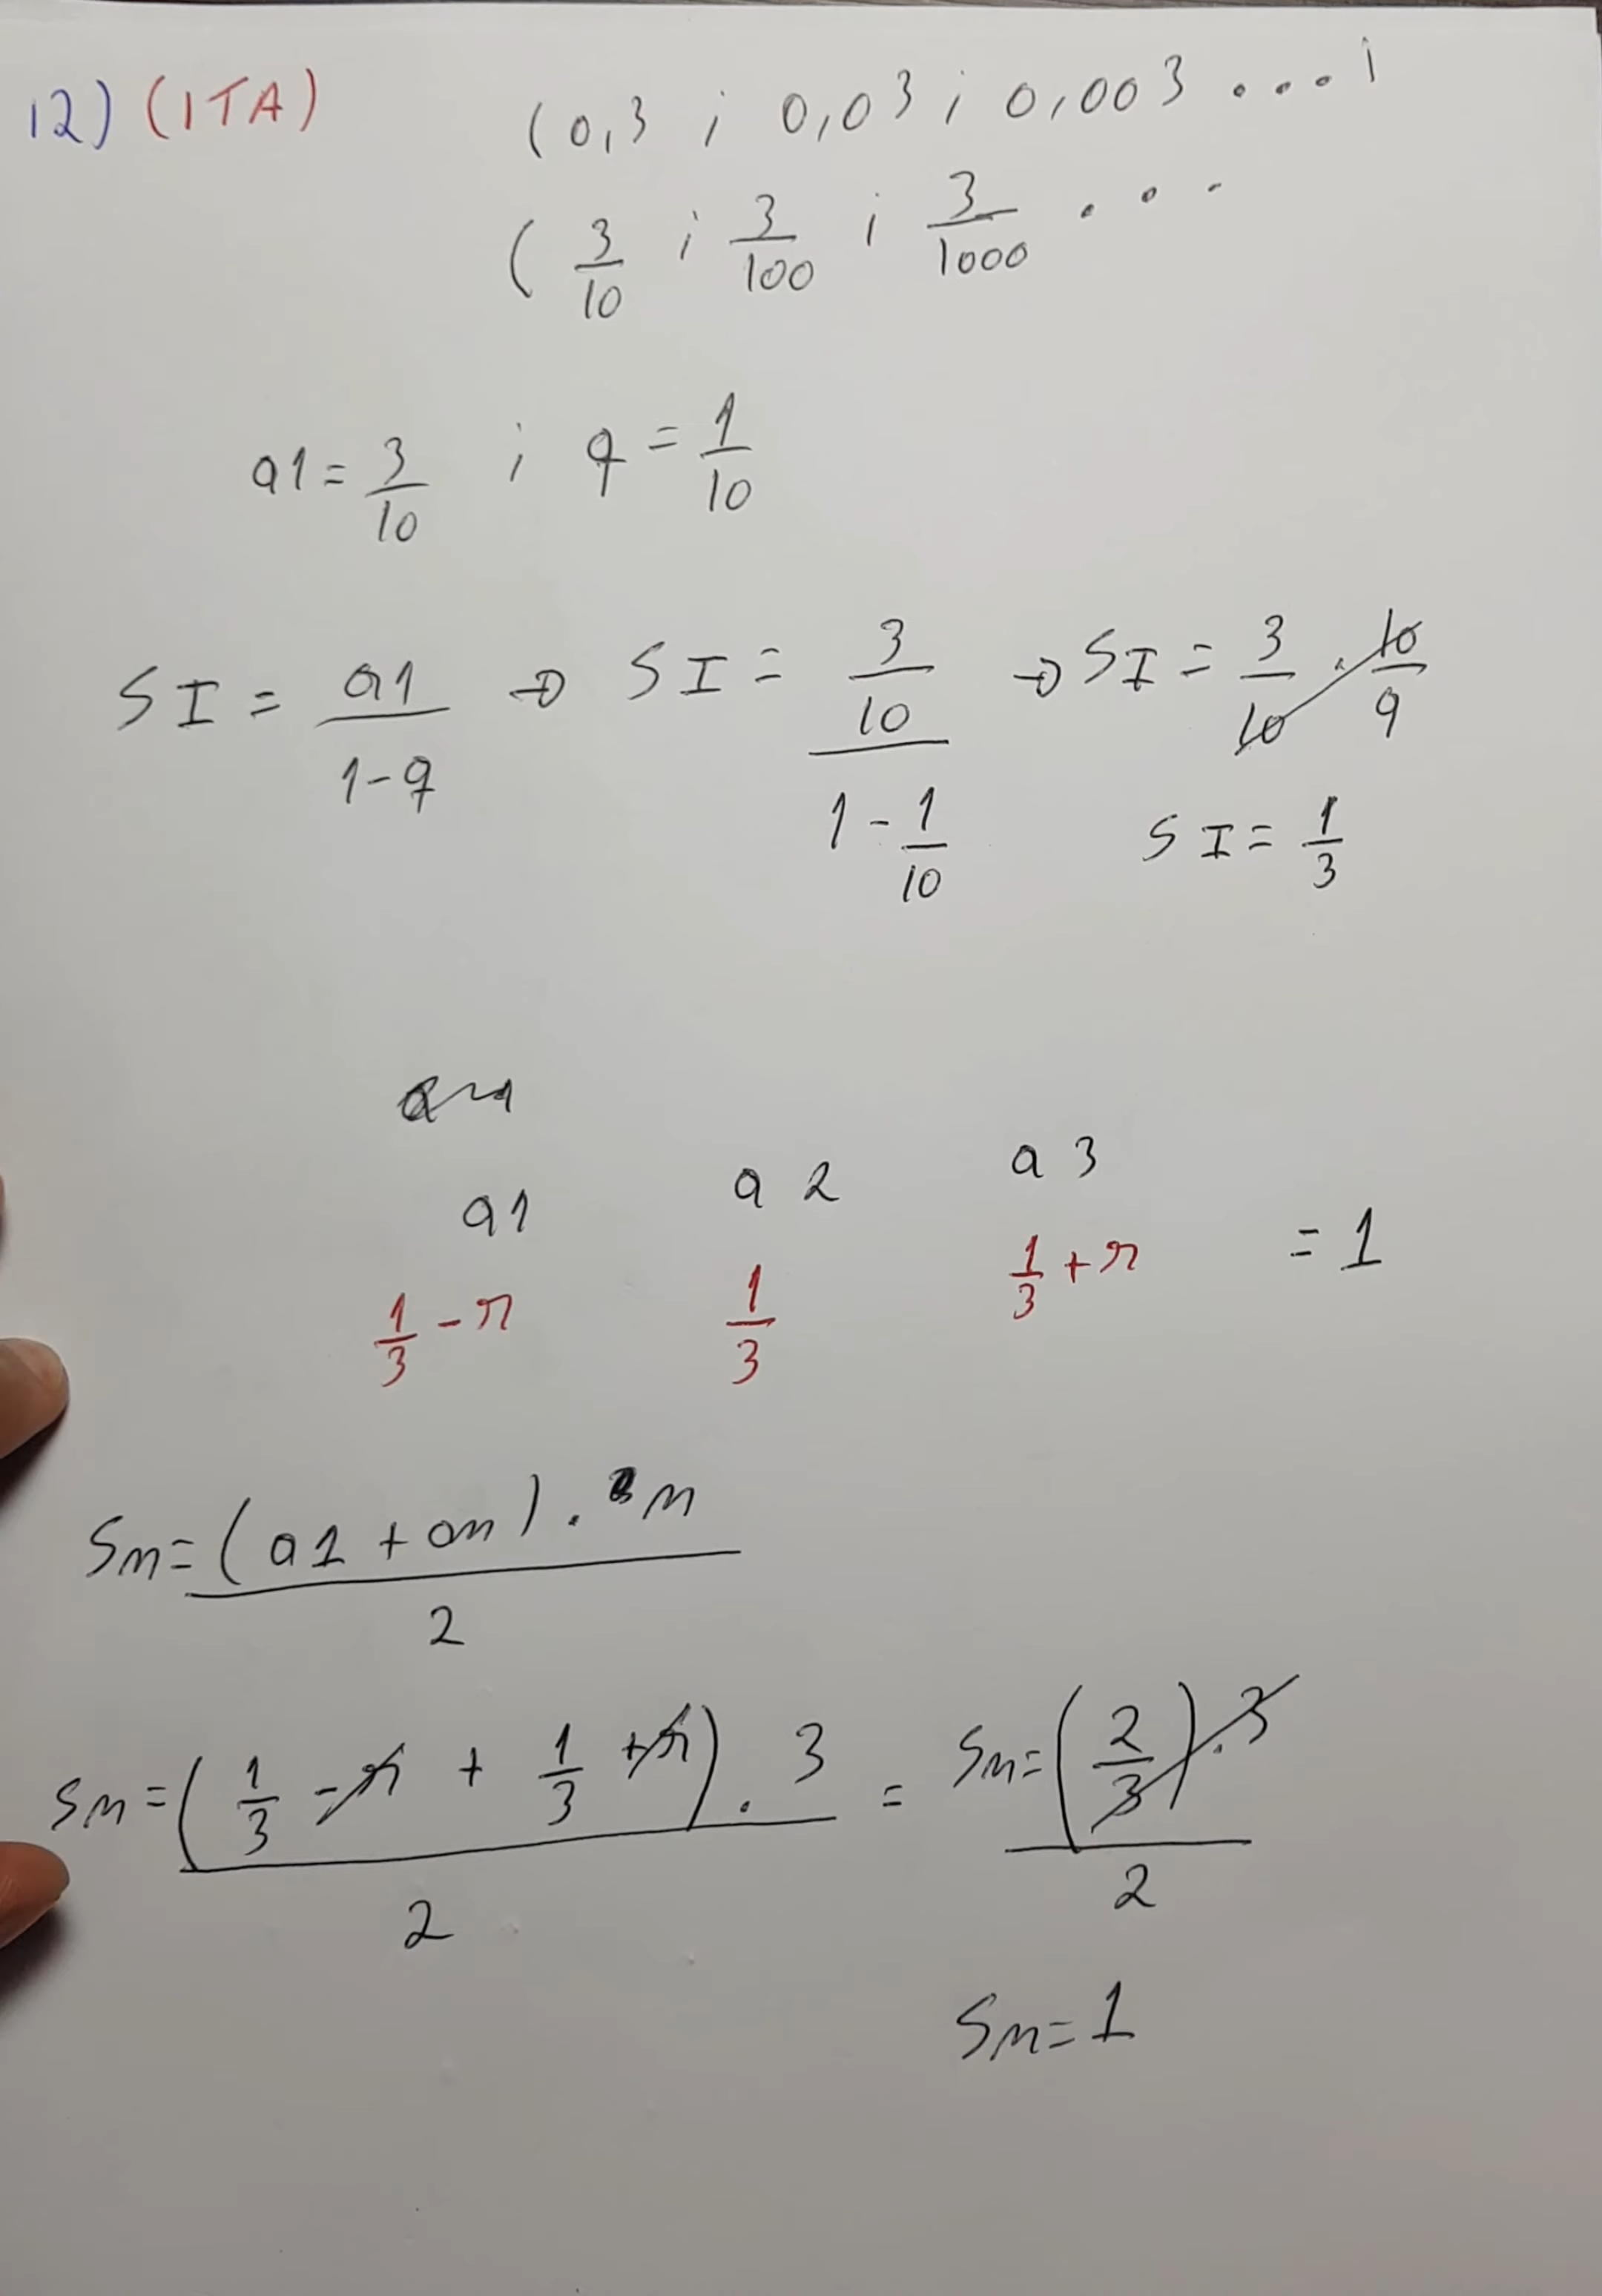 12) (ITA) (0,3 ; 0,03 ; 0,003 .... ;
( 3/10 ; 3/100 ; 3/1000 . . .
a1 = 3/10 ; q = 1/10
SI = a1/(1-q) → SI = (3/10)/(1 - 1/10) → SI = 3/10 . 10/9
SI = 1/3
a1 a2 a3
1/3 - r 1/3 1/3 + r = 1
Sn = (a1 + an) . n / 2
Sn = (1/3 - r + 1/3 + r) . 3 / 2 = Sn = (2/3) . 3 / 2
Sn = 1